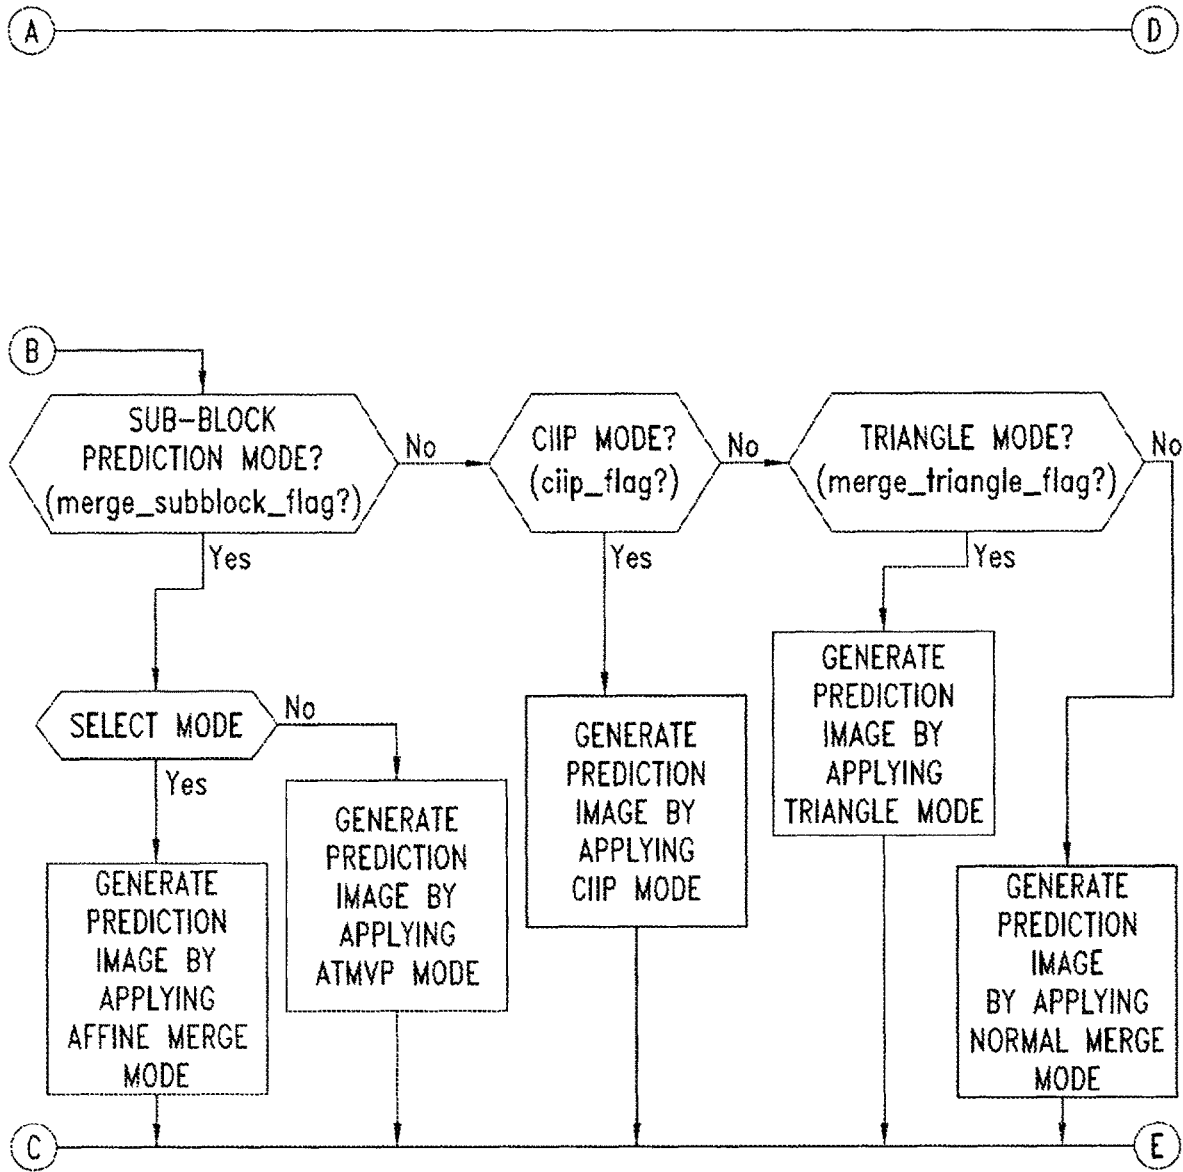 A
D
B
SUB-BLOCK
PREDICTION MODE?
(merge_subblock_flag?)
No
CIIP MODE?
(ciip_flag?)
No
TRIANGLE MODE?
(merge_triangle_flag?)
No
Yes
Yes
Yes
SELECT MODE
No
Yes
GENERATE
PREDICTION
IMAGE BY
APPLYING
AFFINE MERGE
MODE
GENERATE
PREDICTION
IMAGE BY
APPLYING
ATMVP MODE
GENERATE
PREDICTION
IMAGE BY
APPLYING
CIIP MODE
GENERATE
PREDICTION
IMAGE BY
APPLYING
TRIANGLE MODE
GENERATE
PREDICTION
IMAGE
BY APPLYING
NORMAL MERGE
MODE
C
E